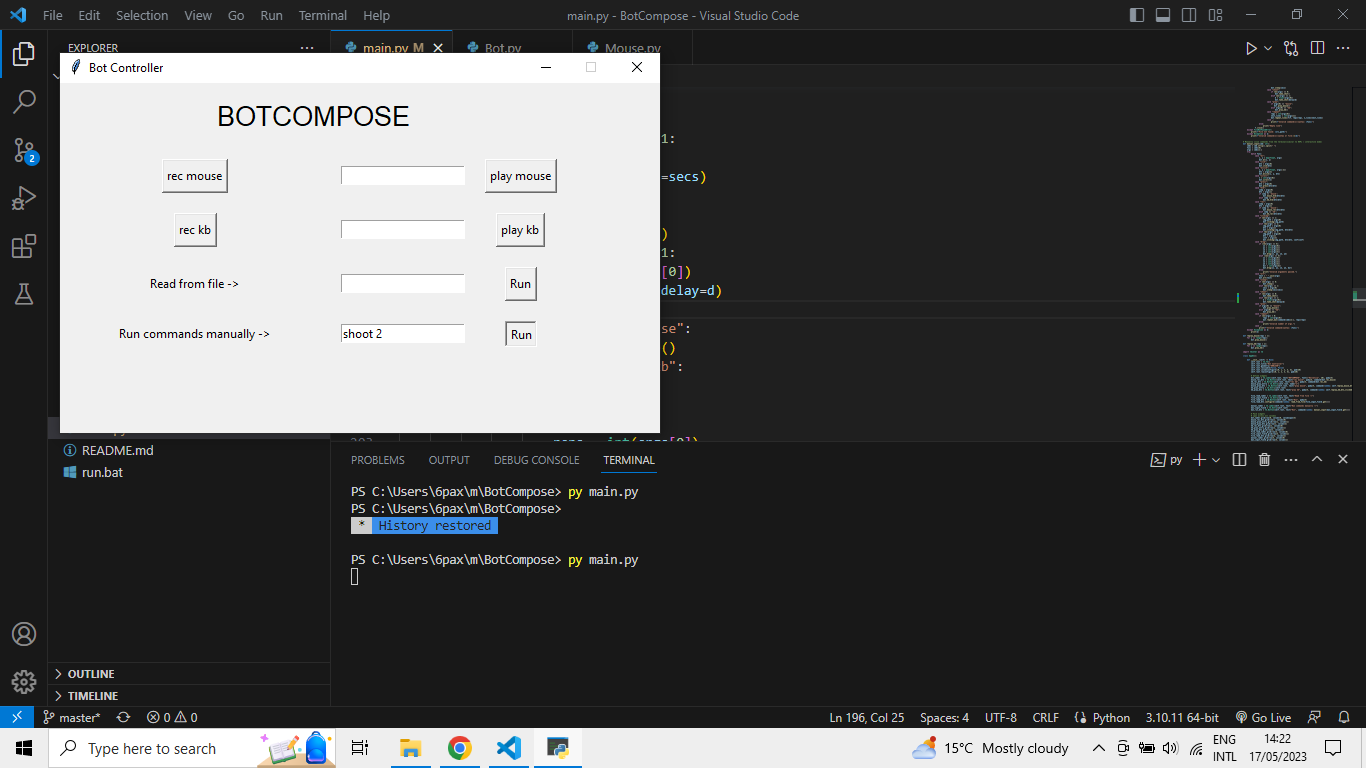 File Edit Selection View Go Run Terminal Help
main.py - BotCompose - Visual Studio Code
EXPLORER
main.py M
Bot.py
Mouse.py
Bot Controller
BOTCOMPOSE
rec mouse
play mouse
rec kb
play kb
Read from file ->
Run
Run commands manually ->
shoot 2
Run
1:
=secs)
)
1:
[0])
delay=d)
se":
()
b":
README.md
run.bat
OUTLINE
TIMELINE
2
PROBLEMS OUTPUT DEBUG CONSOLE TERMINAL
py
PS C:\Users\6pax\m\BotCompose> py main.py
PS C:\Users\6pax\m\BotCompose>
* History restored
PS C:\Users\6pax\m\BotCompose> py main.py
master* 0 0 Ln 196, Col 25 Spaces: 4 UTF-8 CRLF Python 3.10.11 64-bit Go Live
Type here to search
15°C Mostly cloudy
ENG
INTL
14:22
17/05/2023